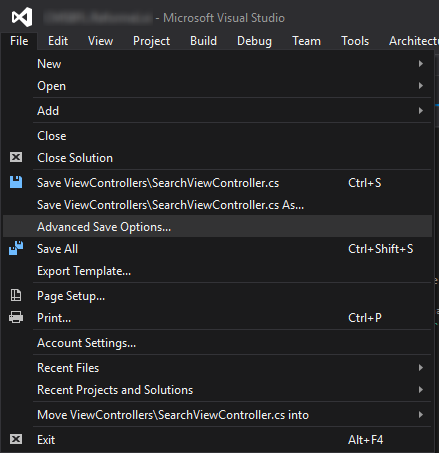 - Microsoft Visual Studio
File Edit View Project Build Debug Team Tools
New
Open
Add
Close
Close Solution
Save ViewControllers\SearchViewController.cs Ctrl+S
Save ViewControllers\SearchViewController.cs As...
Advanced Save Options...
Save All Ctrl+Shift+S
Export Template...
Page Setup...
Print... Ctrl+P
Account Settings...
Recent Files
Recent Projects and Solutions
Move ViewControllers\SearchViewController.cs into
Exit Alt+F4